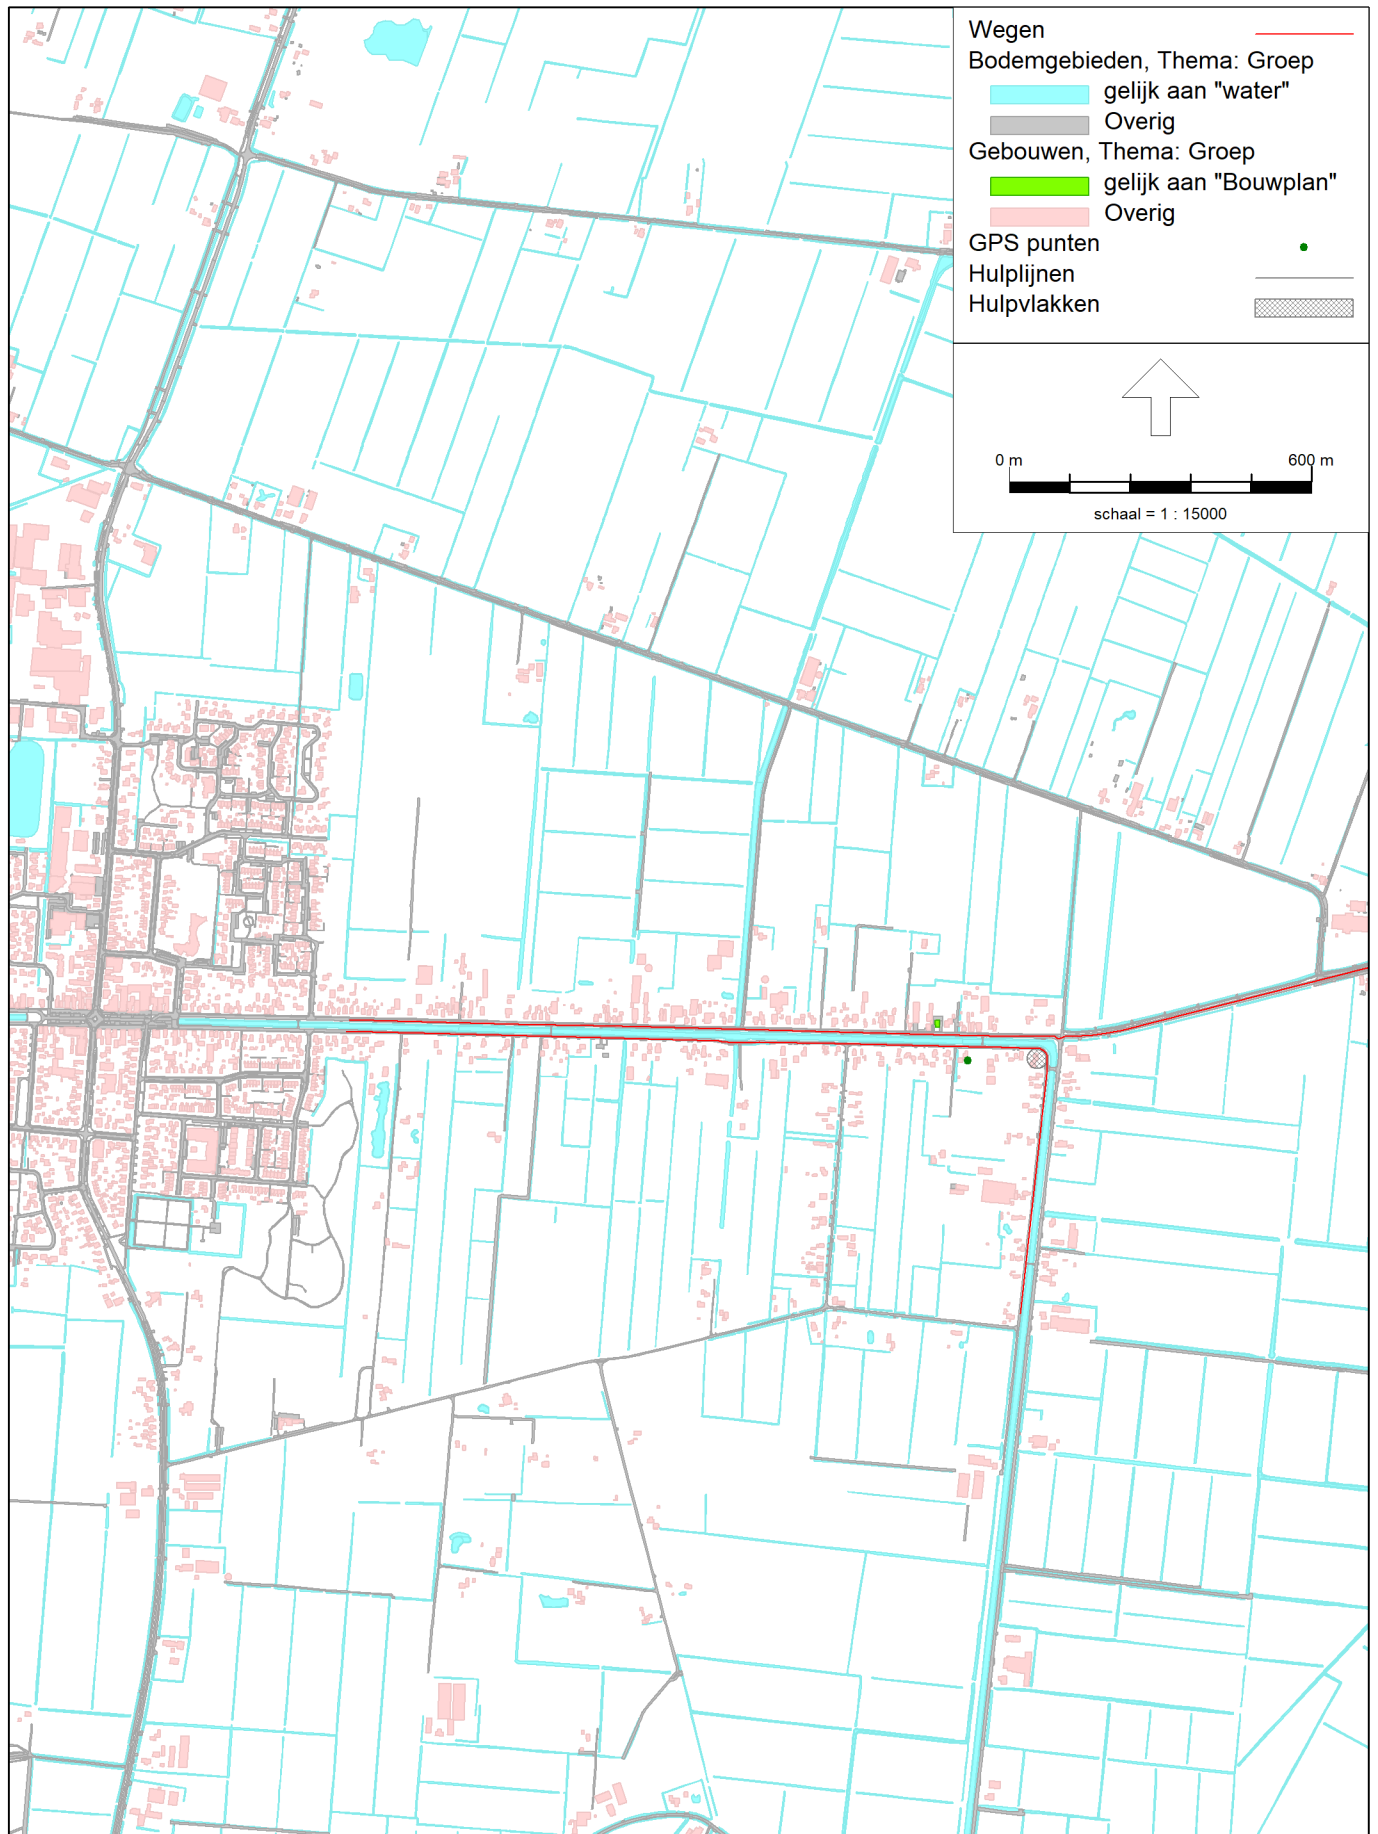 Wegen
Bodemgebieden, Thema: Groep
gelijk aan "water"
Overig
Gebouwen, Thema: Groep
gelijk aan "Bouwplan"
Overig
GPS punten
Hulplijnen
Hulpvlakken
0 m 600 m
schaal = 1 : 15000